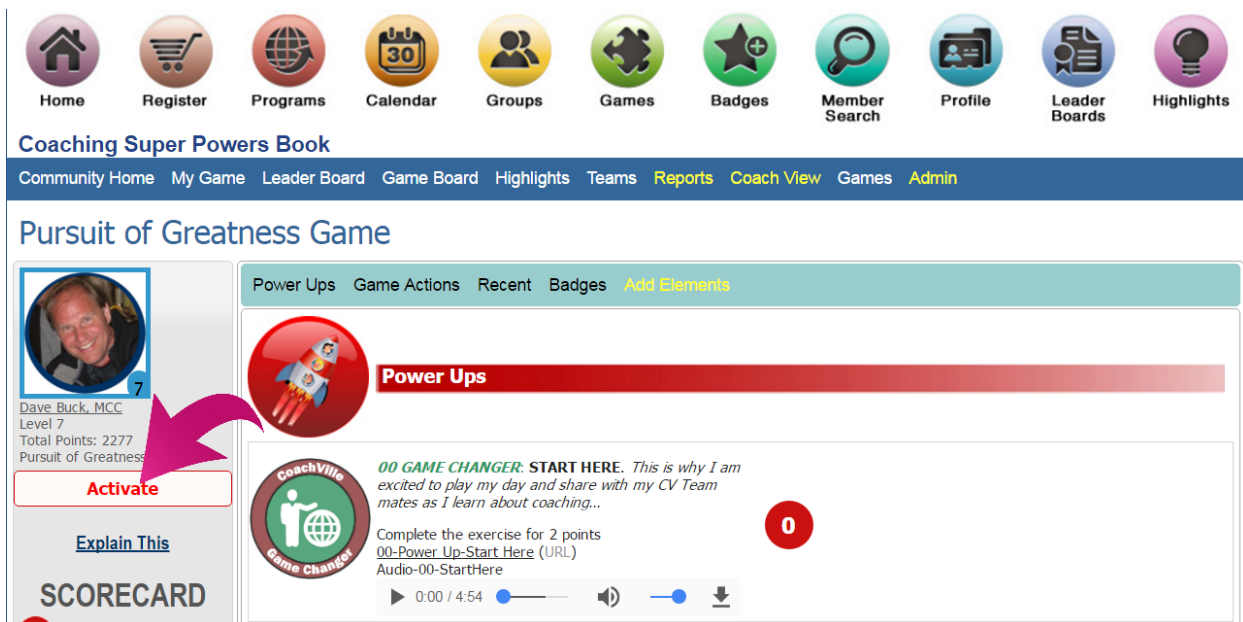 30
Home Register Programs Calendar Groups Games Badges Member Search Profile Leader Boards Highlights
Coaching Super Powers Book
Community Home My Game Leader Board Game Board Highlights Teams Reports Coach View Games Admin
Pursuit of Greatness Game
7
Dave Buck, MCC
Level 7
Total Points: 2277
Pursuit of Greatness
Activate
Explain This
SCORECARD
Power Ups Game Actions Recent Badges Add Elements
Power Ups
CoachVille
Game Changer
00 GAME CHANGER: START HERE. This is why I am
excited to play my day and share with my CV Team
mates as I learn about coaching...
Complete the exercise for 2 points
00-Power Up-Start Here (URL)
Audio-00-StartHere
0:00 / 4:54
0